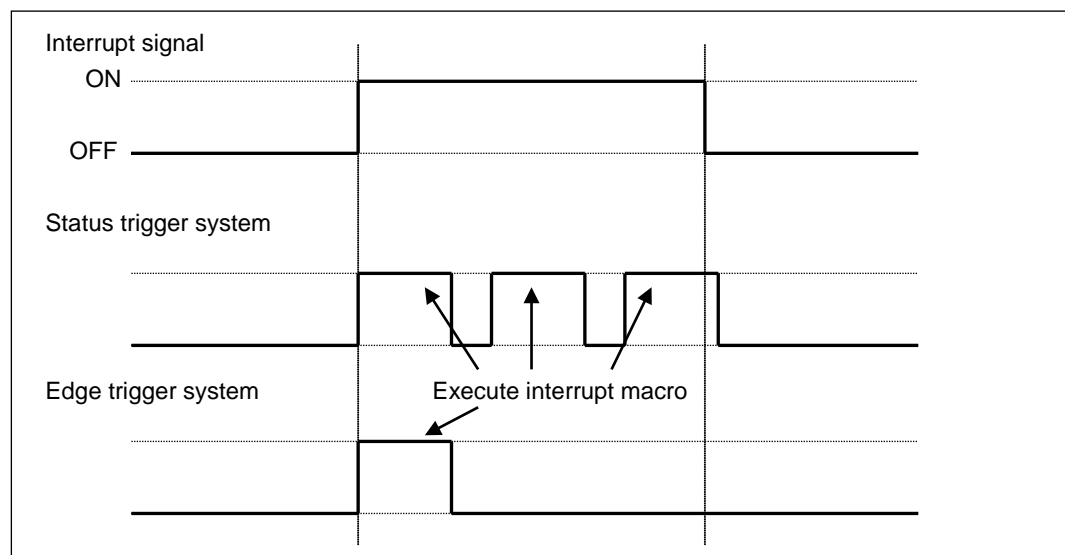 Interrupt signal
ON
OFF
Status trigger system
Edge trigger system
Execute interrupt macro